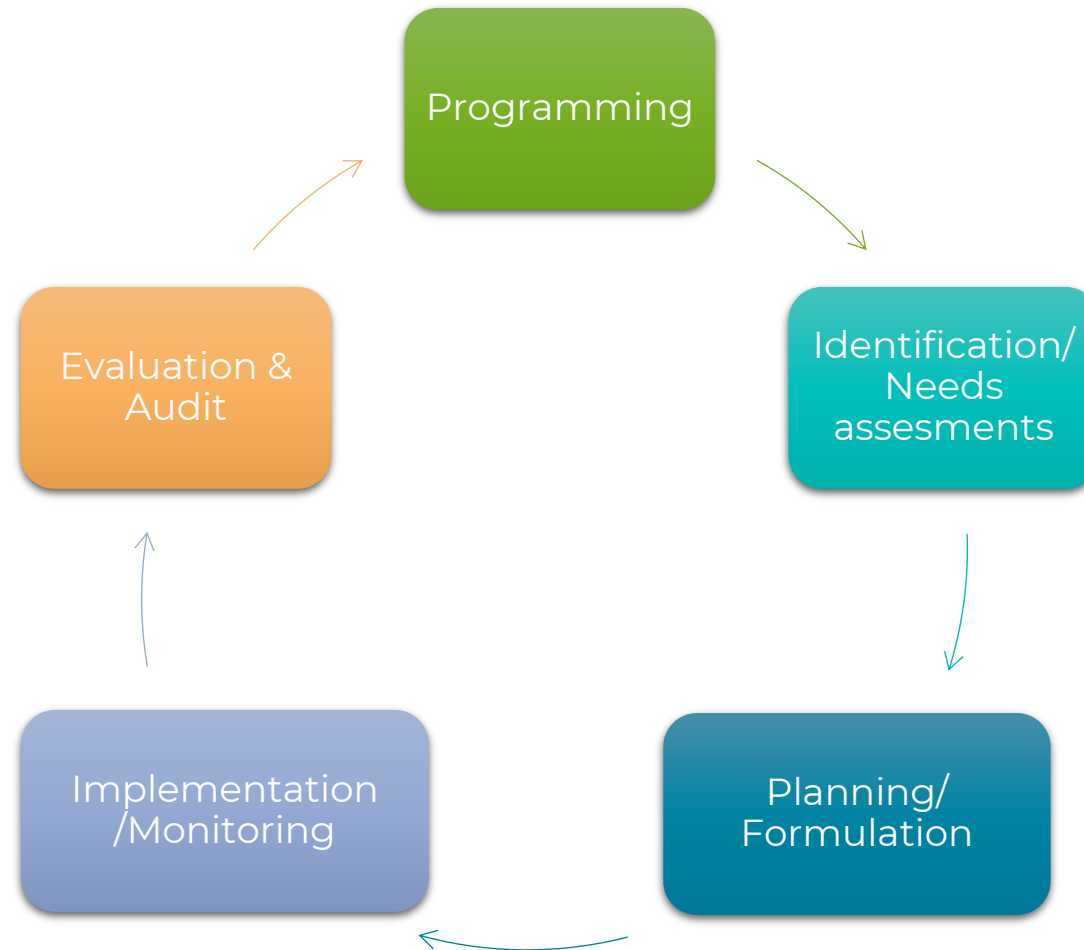 Programming
Identification/
Needs
assesments
Planning/
Formulation
Implementation
/Monitoring
Evaluation &
Audit